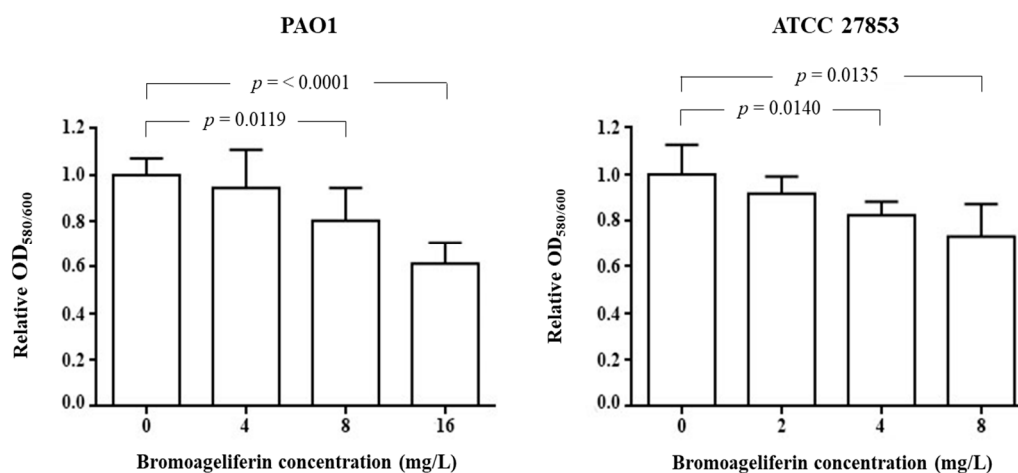 PAO1
p = < 0.0001
p = 0.0119
1.2
1.0
0.8
0.6
0.4
0.2
0.0
Relative OD580/600
0 4 8 16
Bromoageliferin concentration (mg/L)
ATCC 27853
p = 0.0135
p = 0.0140
1.2
1.0
0.8
0.6
0.4
0.2
0.0
Relative OD580/600
0 2 4 8
Bromoageliferin concentration (mg/L)